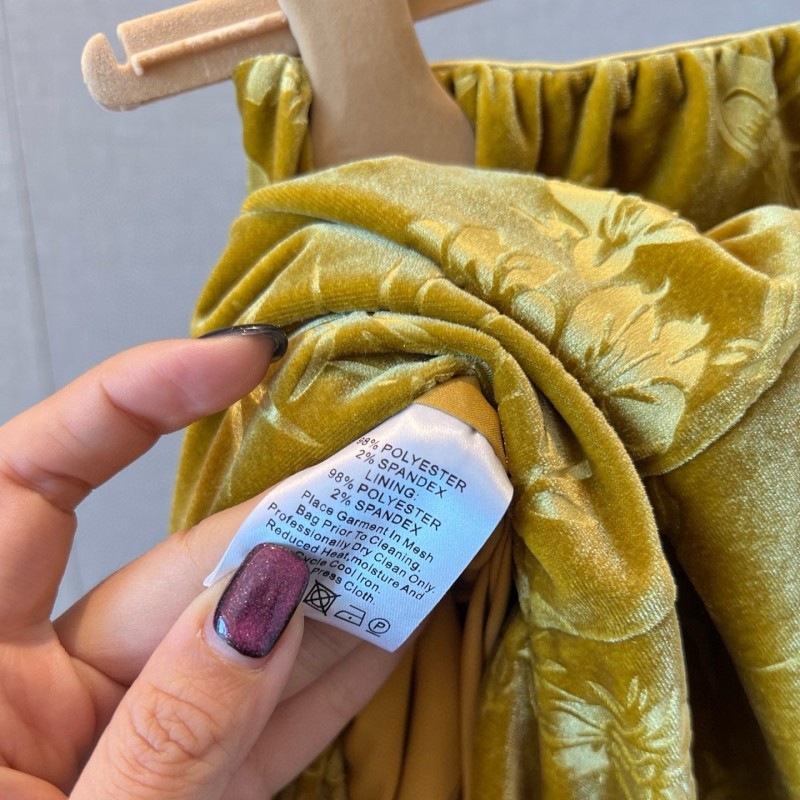 98% POLYESTER
2% SPANDEX
LINING:
98% POLYESTER
2% SPANDEX
Place Garment In Mesh
Bag Prior To Cleaning.
Professionally Dry Clean Only.
Reduced Heat,moisture And
Cycle Cool Iron.
press Cloth.
P